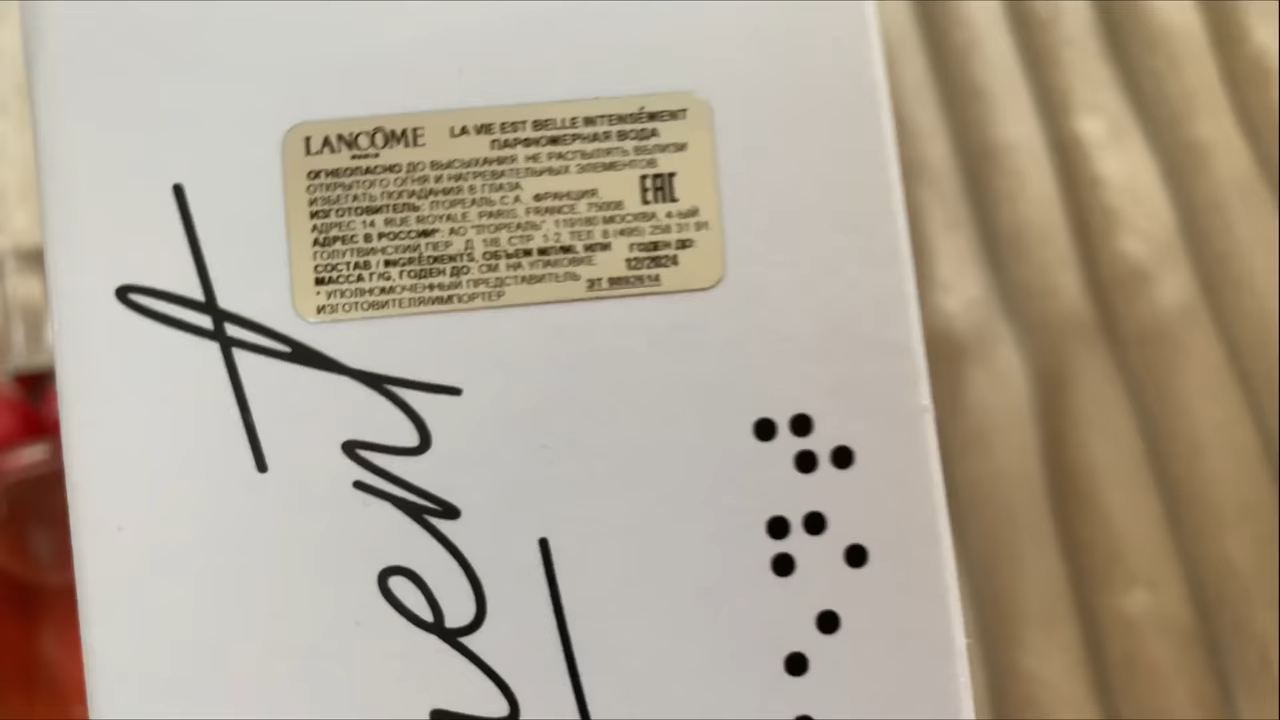 LANCÔME
PARIS
LA VIE EST BELLE INTENSÉMENT
ПАРФЮМЕРНАЯ ВОДА
ОГНЕОПАСНО ДО ВЫСЫХАНИЯ. НЕ РАСПЫЛЯТЬ ВБЛИЗИ
ОТКРЫТОГО ОГНЯ И НАГРЕВАТЕЛЬНЫХ ЭЛЕМЕНТОВ.
ИЗБЕГАТЬ ПОПАДАНИЯ В ГЛАЗА.
ИЗГОТОВИТЕЛЬ: Л'ОРЕАЛЬ С.А., ФРАНЦИЯ,
АДРЕС 14, RUE ROYALE, PARIS, FRANCE, 75008
EAC
АДРЕС В РОССИИ*: АО "Л'ОРЕАЛЬ", 119180 МОСКВА, 4-ЫЙ
ГОЛУТВИНСКИЙ ПЕР., Д. 1/8, СТР. 1-2, ТЕЛ. 8 (495) 258 31 91
СОСТАВ / INGREDIENTS, ОБЪЕМ МЛ/ML ИЛИ
МАССА Г/G, ГОДЕН ДО: СМ. НА УПАКОВКЕ
ГОДЕН ДО:
12/2024
* УПОЛНОМОЧЕННЫЙ ПРЕДСТАВИТЕЛЬ
ИЗГОТОВИТЕЛЯ/ИМПОРТЕР
ment